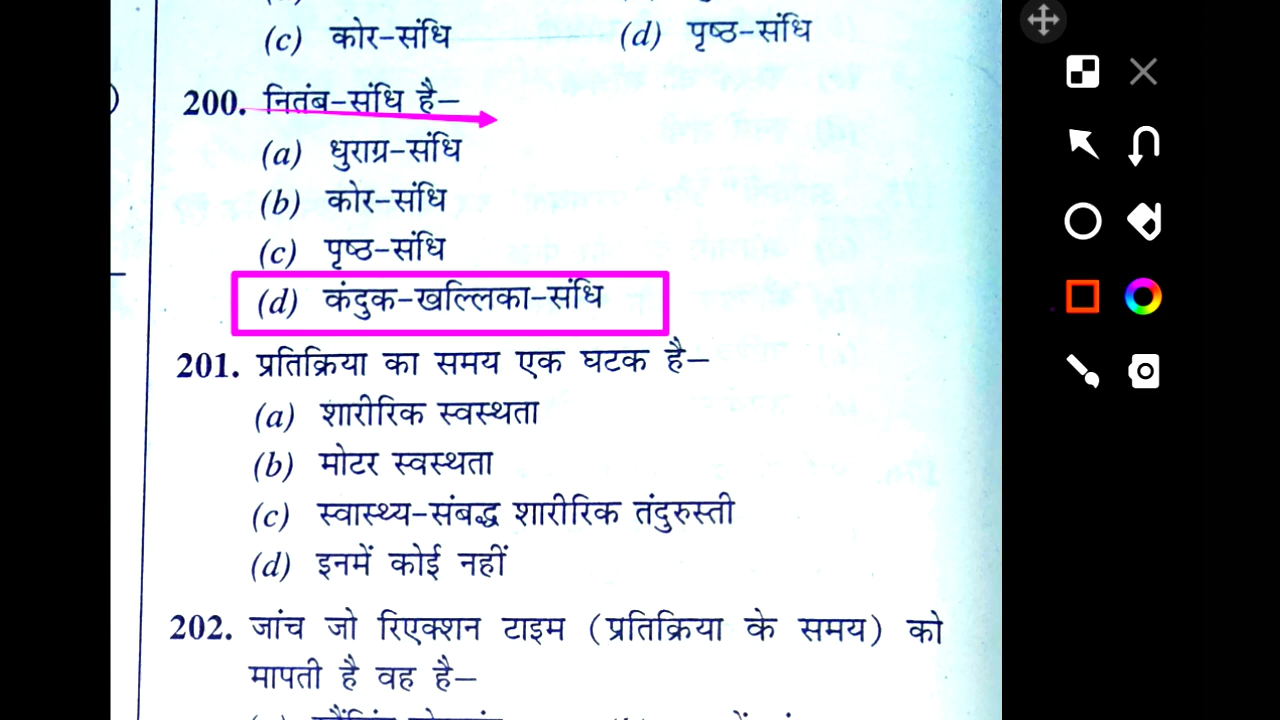 (c) कोर-संधि (d) पृष्ठ-संधि
200. नितंब-संधि है–
(a) धुराग्र-संधि
(b) कोर-संधि
(c) पृष्ठ-संधि
(d) कंदुक-खल्लिका-संधि
201. प्रतिक्रिया का समय एक घटक है–
(a) शारीरिक स्वस्थता
(b) मोटर स्वस्थता
(c) स्वास्थ्य-संबद्ध शारीरिक तंदुरुस्ती
(d) इनमें कोई नहीं
202. जांच जो रिएक्शन टाइम (प्रतिक्रिया के समय) को
मापती है वह है–